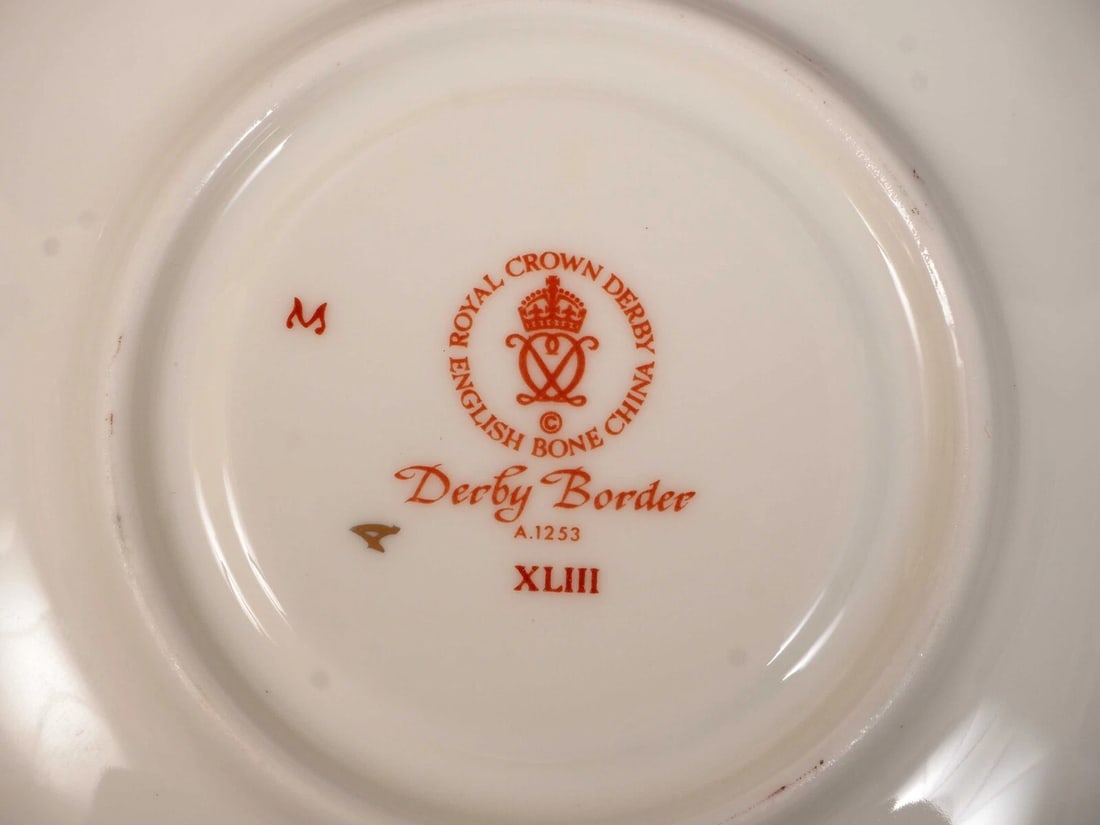 ROYAL CROWN DERBY
ENGLISH BONE CHINA
©
M
Derby Border
A.1253
XLIII